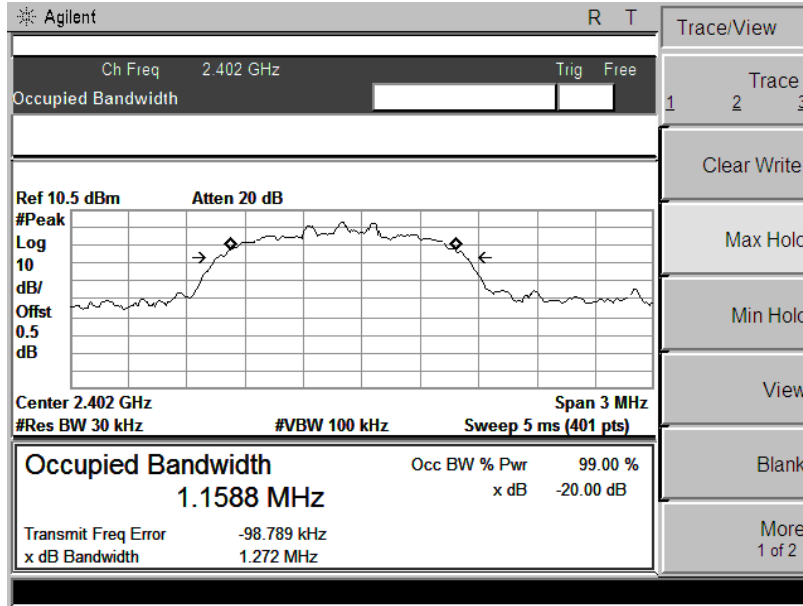 Agilent R T Trace/View
Ch Freq 2.402 GHz Trig Free
Occupied Bandwidth
Trace
1 2 3
Clear Write
Max Hold
Min Hold
View
Blank
More
1 of 2
Ref 10.5 dBm Atten 20 dB
#Peak
Log
10
dB/
Offst
0.5
dB
Center 2.402 GHz Span 3 MHz
#Res BW 30 kHz #VBW 100 kHz Sweep 5 ms (401 pts)
Occupied Bandwidth Occ BW % Pwr 99.00 %
1.1588 MHz x dB -20.00 dB
Transmit Freq Error -98.789 kHz
x dB Bandwidth 1.272 MHz